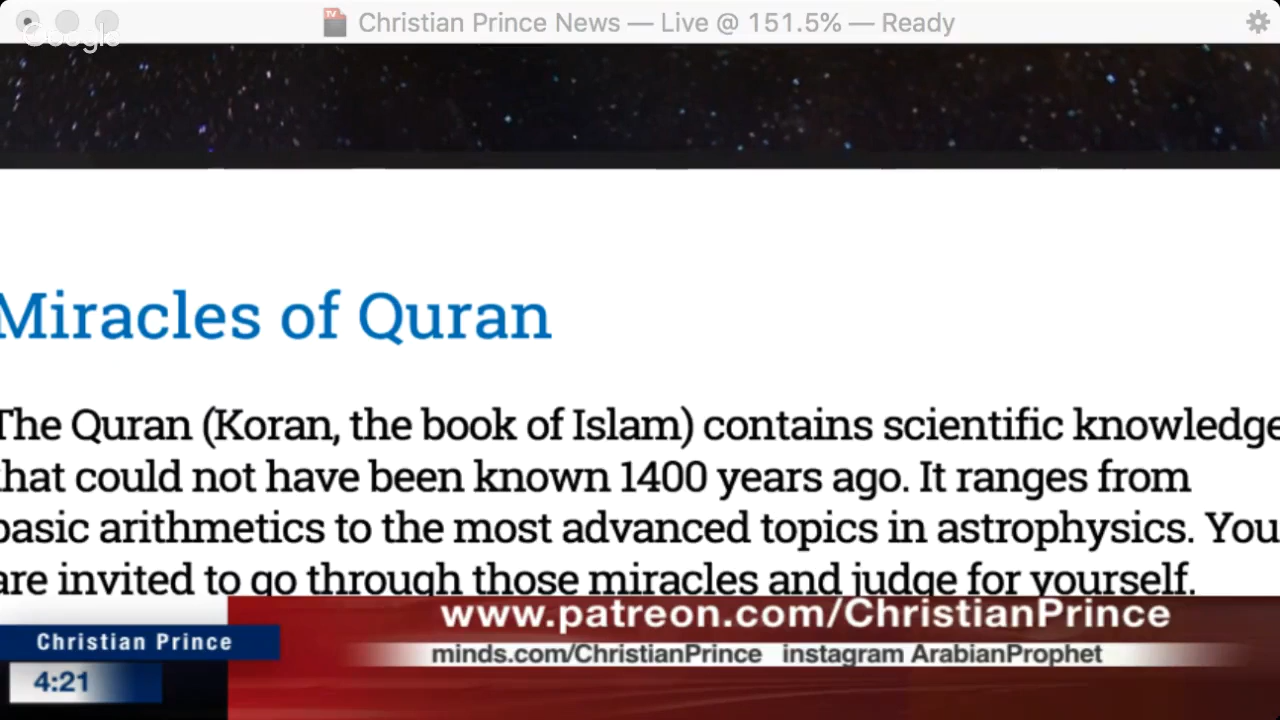 Christian Prince News — Live @ 151.5% — Ready
Google
TV
Miracles of Quran
The Quran (Koran, the book of Islam) contains scientific knowledge
that could not have been known 1400 years ago. It ranges from
basic arithmetics to the most advanced topics in astrophysics. You
are invited to go through those miracles and judge for yourself.
www.patreon.com/ChristianPrince
Christian Prince
minds.com/ChristianPrince instagram ArabianProphet
4:21